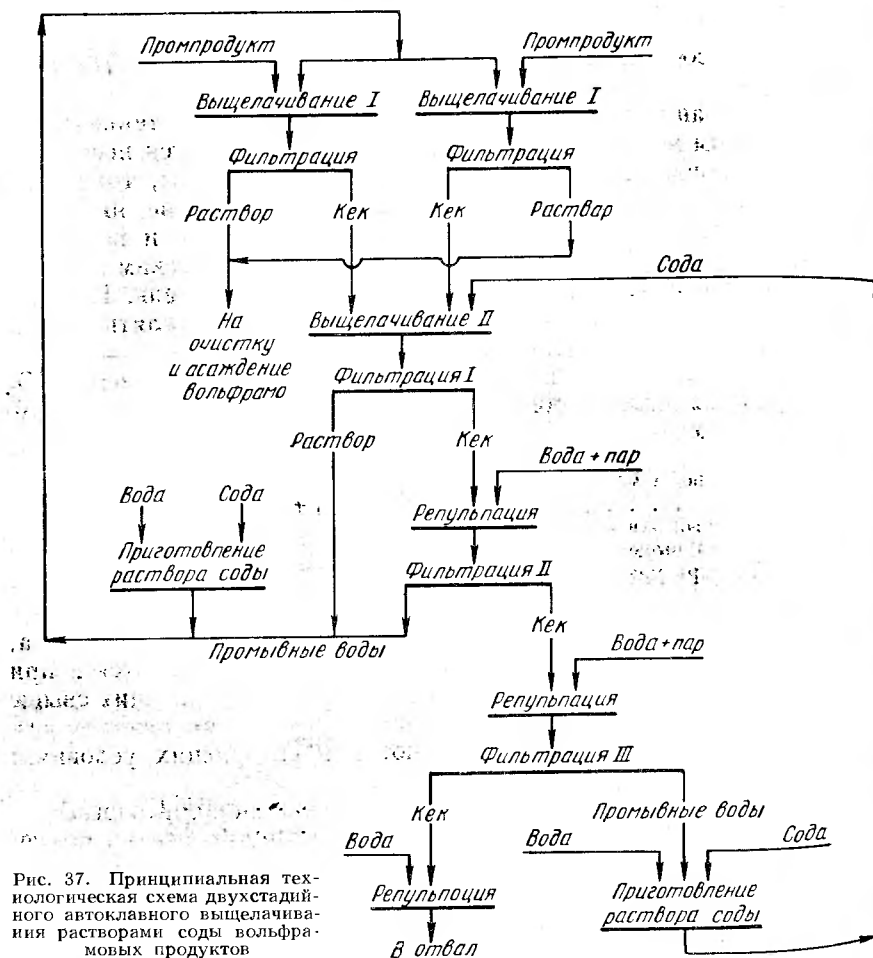 Промпродукт
Промпродукт
Выщелачивание I
Выщелачивание I
Фильтрация
Фильтрация
Раствор
Кек
Кек
Раствар
Сода
На
очистку
и асаждение
вольфрамо
Выщелачивание II
Фильтрация I
Раствор
Кек
Вода + пар
Вода
Сода
Репульпация
Приготовление
раствора соды
Фильтрация II
Промывные воды
Кек
Вода+пар
Репульпация
Фильтрация III
Кек
Промывные воды
Вода
Вода
Сода
Репульпоция
Приготовление
раствора соды
В отвал
Рис. 37. Принципиальная тех-
нологическая схема двухстадий-
ного автоклавного выщелачива-
ния растворами соды вольфра-
мовых продуктов